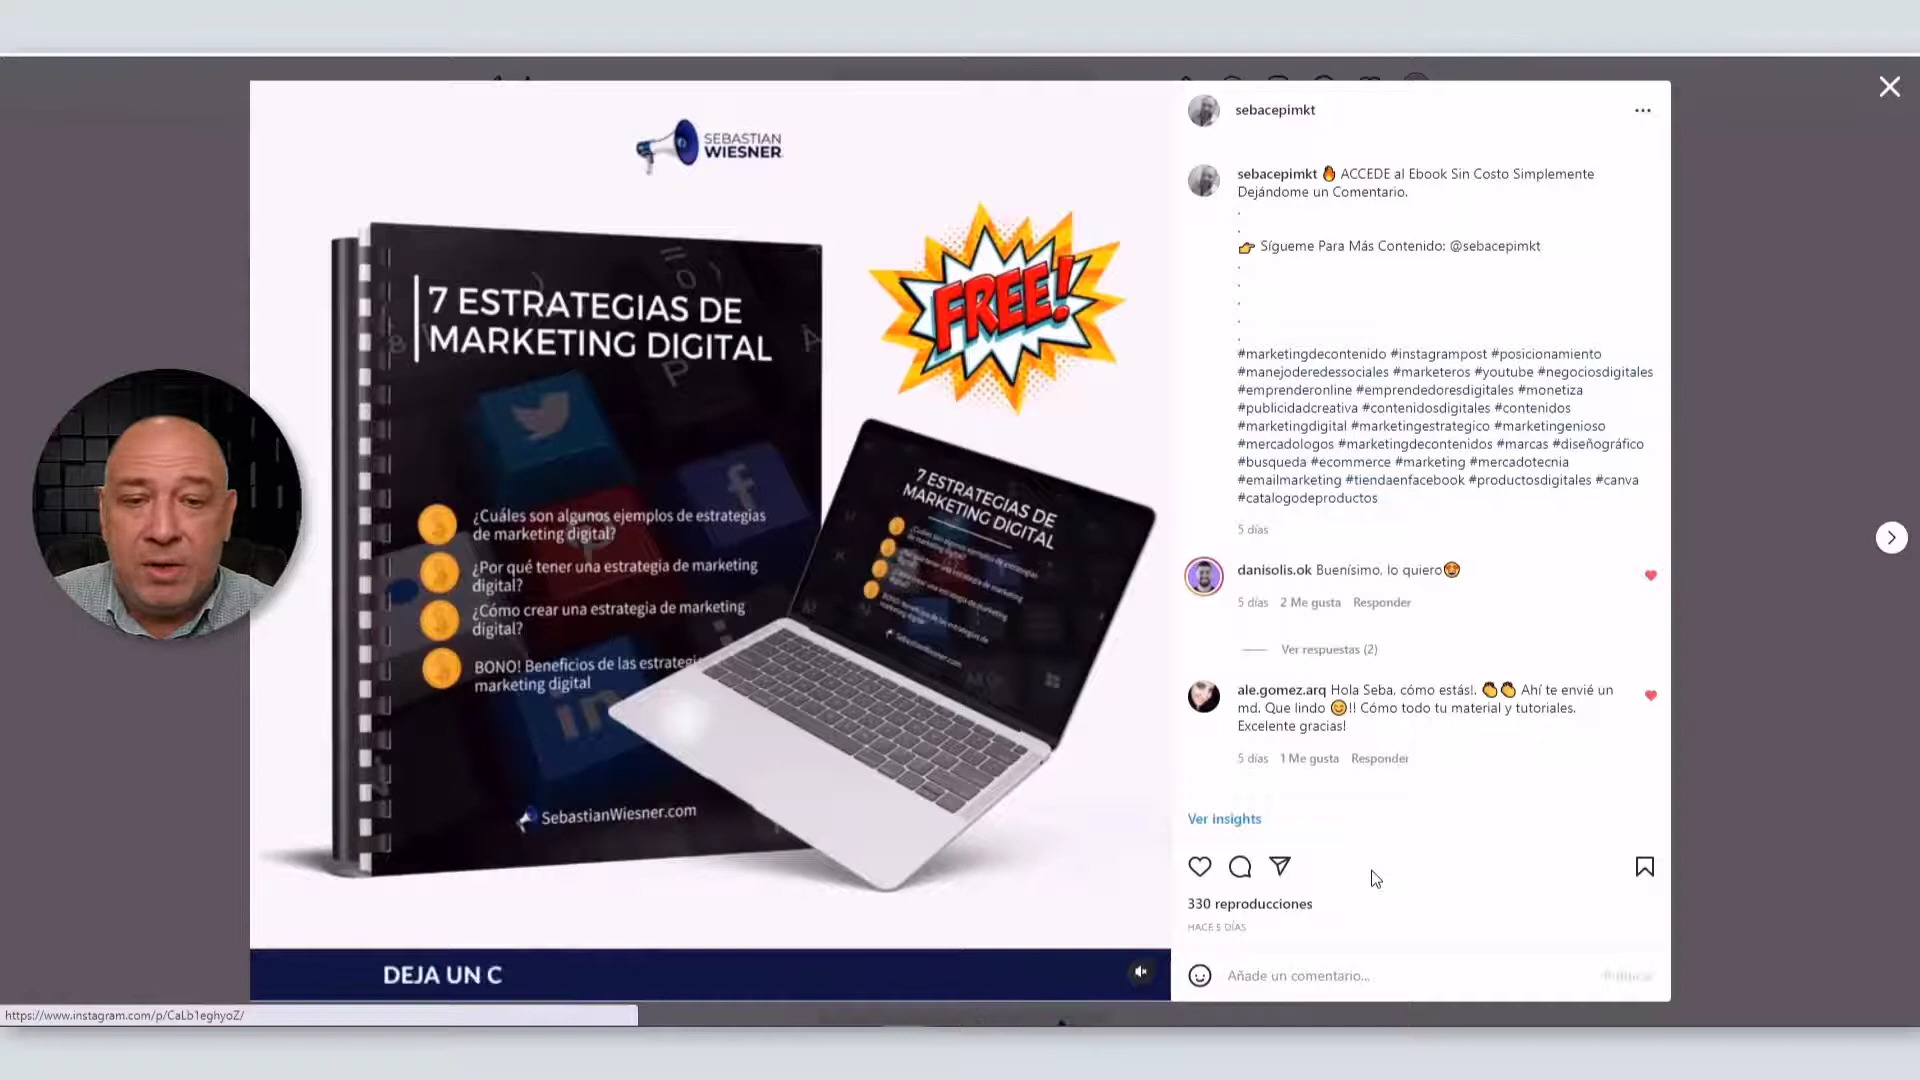 SEBASTIAN
WIESNER
FREE!
7 ESTRATEGIAS DE
MARKETING DIGITAL
¿Cuáles son algunos ejemplos de estrategias
de marketing digital?
¿Por qué tener una estrategia de marketing
digital?
¿Cómo crear una estrategia de marketing
digital?
BONO! Beneficios de las
marketing digital
SebastianWiesner.com
7 ESTRATEGIAS DE
MARKETING DIGITAL
SebastianWiesner.com
DEJA UN C
sebacepimkt
sebacepimkt 🔥 ACCEDE al Ebook Sin Costo Simplemente
Dejándome un Comentario.
.
.
👉 Sígueme Para Más Contenido: @sebacepimkt
.
.
.
.
.
#marketingdecontenido #instagrampost #posicionamiento
#manejoderedessociales #marketeros #youtube #negociosdigitales
#emprenderonline #emprendedoresdigitales #monetiza
#publicidadcreativa #contenidosdigitales #contenidos
#marketingdigital #marketingestrategico #marketingenioso
#mercadologos #marketingdecontenidos #marcas #diseñográfico
#busqueda #ecommerce #marketing #mercadotecnia
#emailmarketing #tiendaenfacebook #productosdigitales #canva
#catalogodeproductos
5 días
danisolis.ok Buenísimo, lo quiero😍
5 días 2 Me gusta Responder
Ver respuestas (2)
ale.gomez.arq Hola Seba, cómo estás!. 👏👏 Ahí te envié un
md. Que lindo 😊!! Cómo todo tu material y tutoriales.
Excelente gracias!
5 días 1 Me gusta Responder
Ver insights
330 reproducciones
HACE 5 DÍAS
Añade un comentario...
https://www.instagram.com/p/CaLb1eghyoZ/